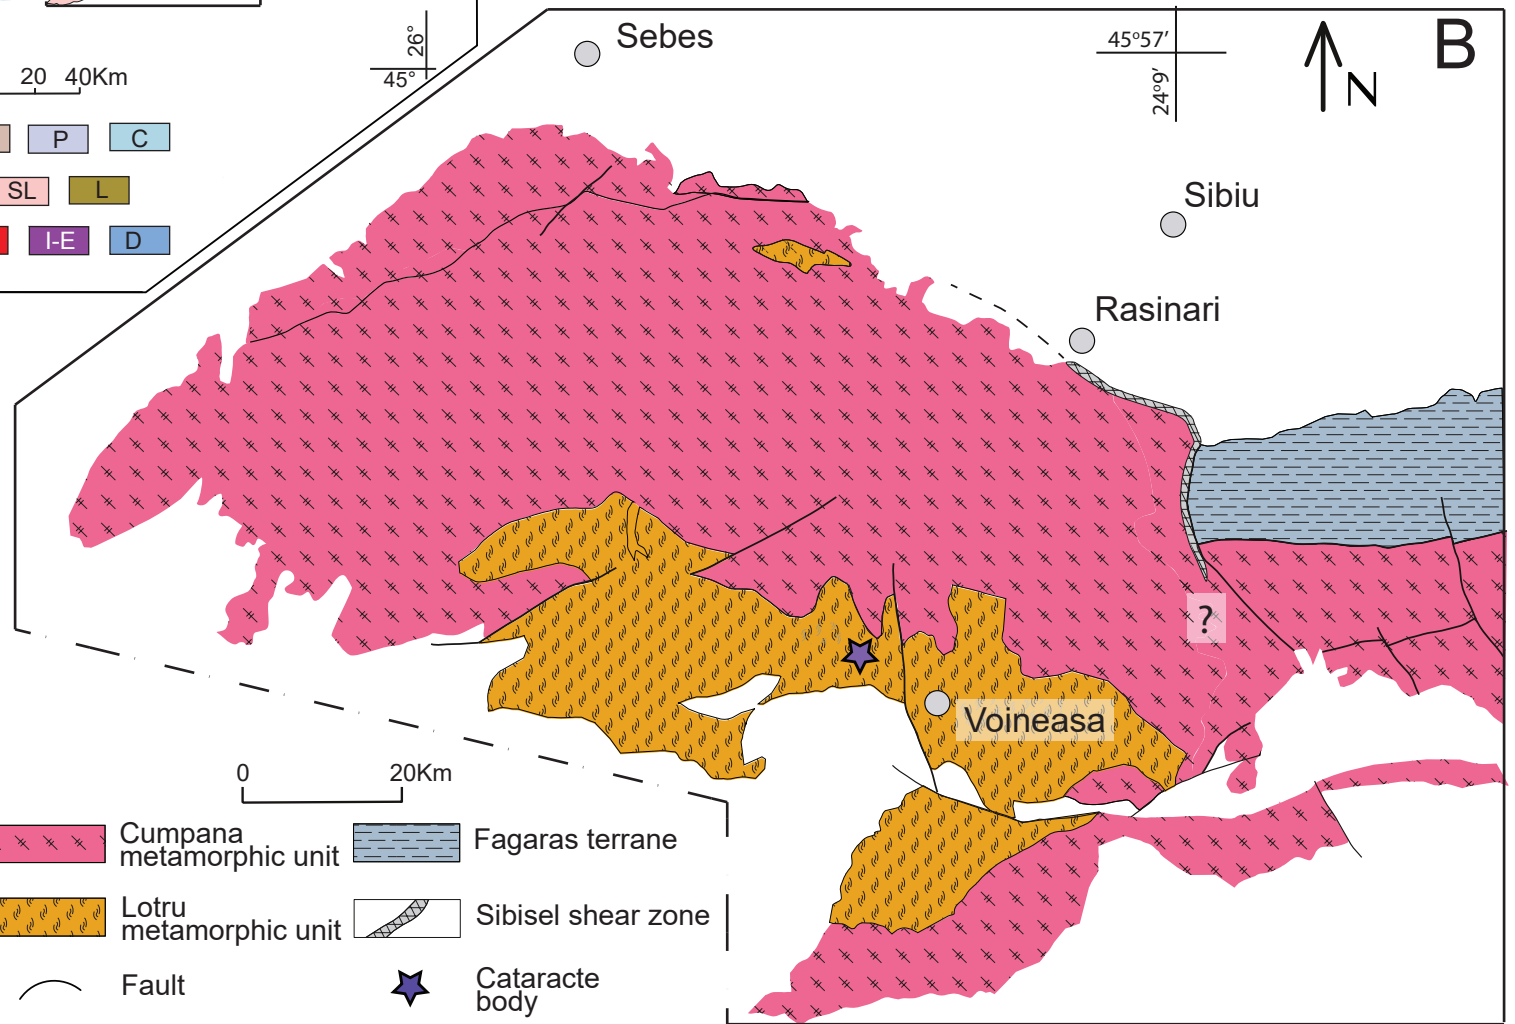 Sebes
B
26°
45°
45°57′
24°9′
N
20 40Km
P
C
SL
L
I-E
D
Sibiu
Rasinari
?
Voineasa
0 20Km
Cumpana
metamorphic unit
Fagaras terrane
Lotru
metamorphic unit
Sibisel shear zone
Fault
Cataracte
body